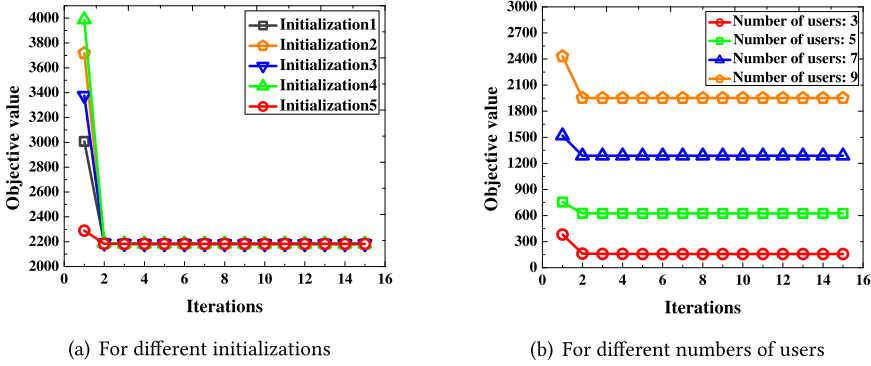 4000
3800
3600
3400
3200
3000
2800
2600
2400
2200
2000
0 2 4 6 8 10 12 14 16
Objective value
Iterations
Initialization1
Initialization2
Initialization3
Initialization4
Initialization5
(a) For different initializations
3000
2700
2400
2100
1800
1500
1200
900
600
300
0
0 2 4 6 8 10 12 14 16
Objective value
Iterations
Number of users: 3
Number of users: 5
Number of users: 7
Number of users: 9
(b) For different numbers of users